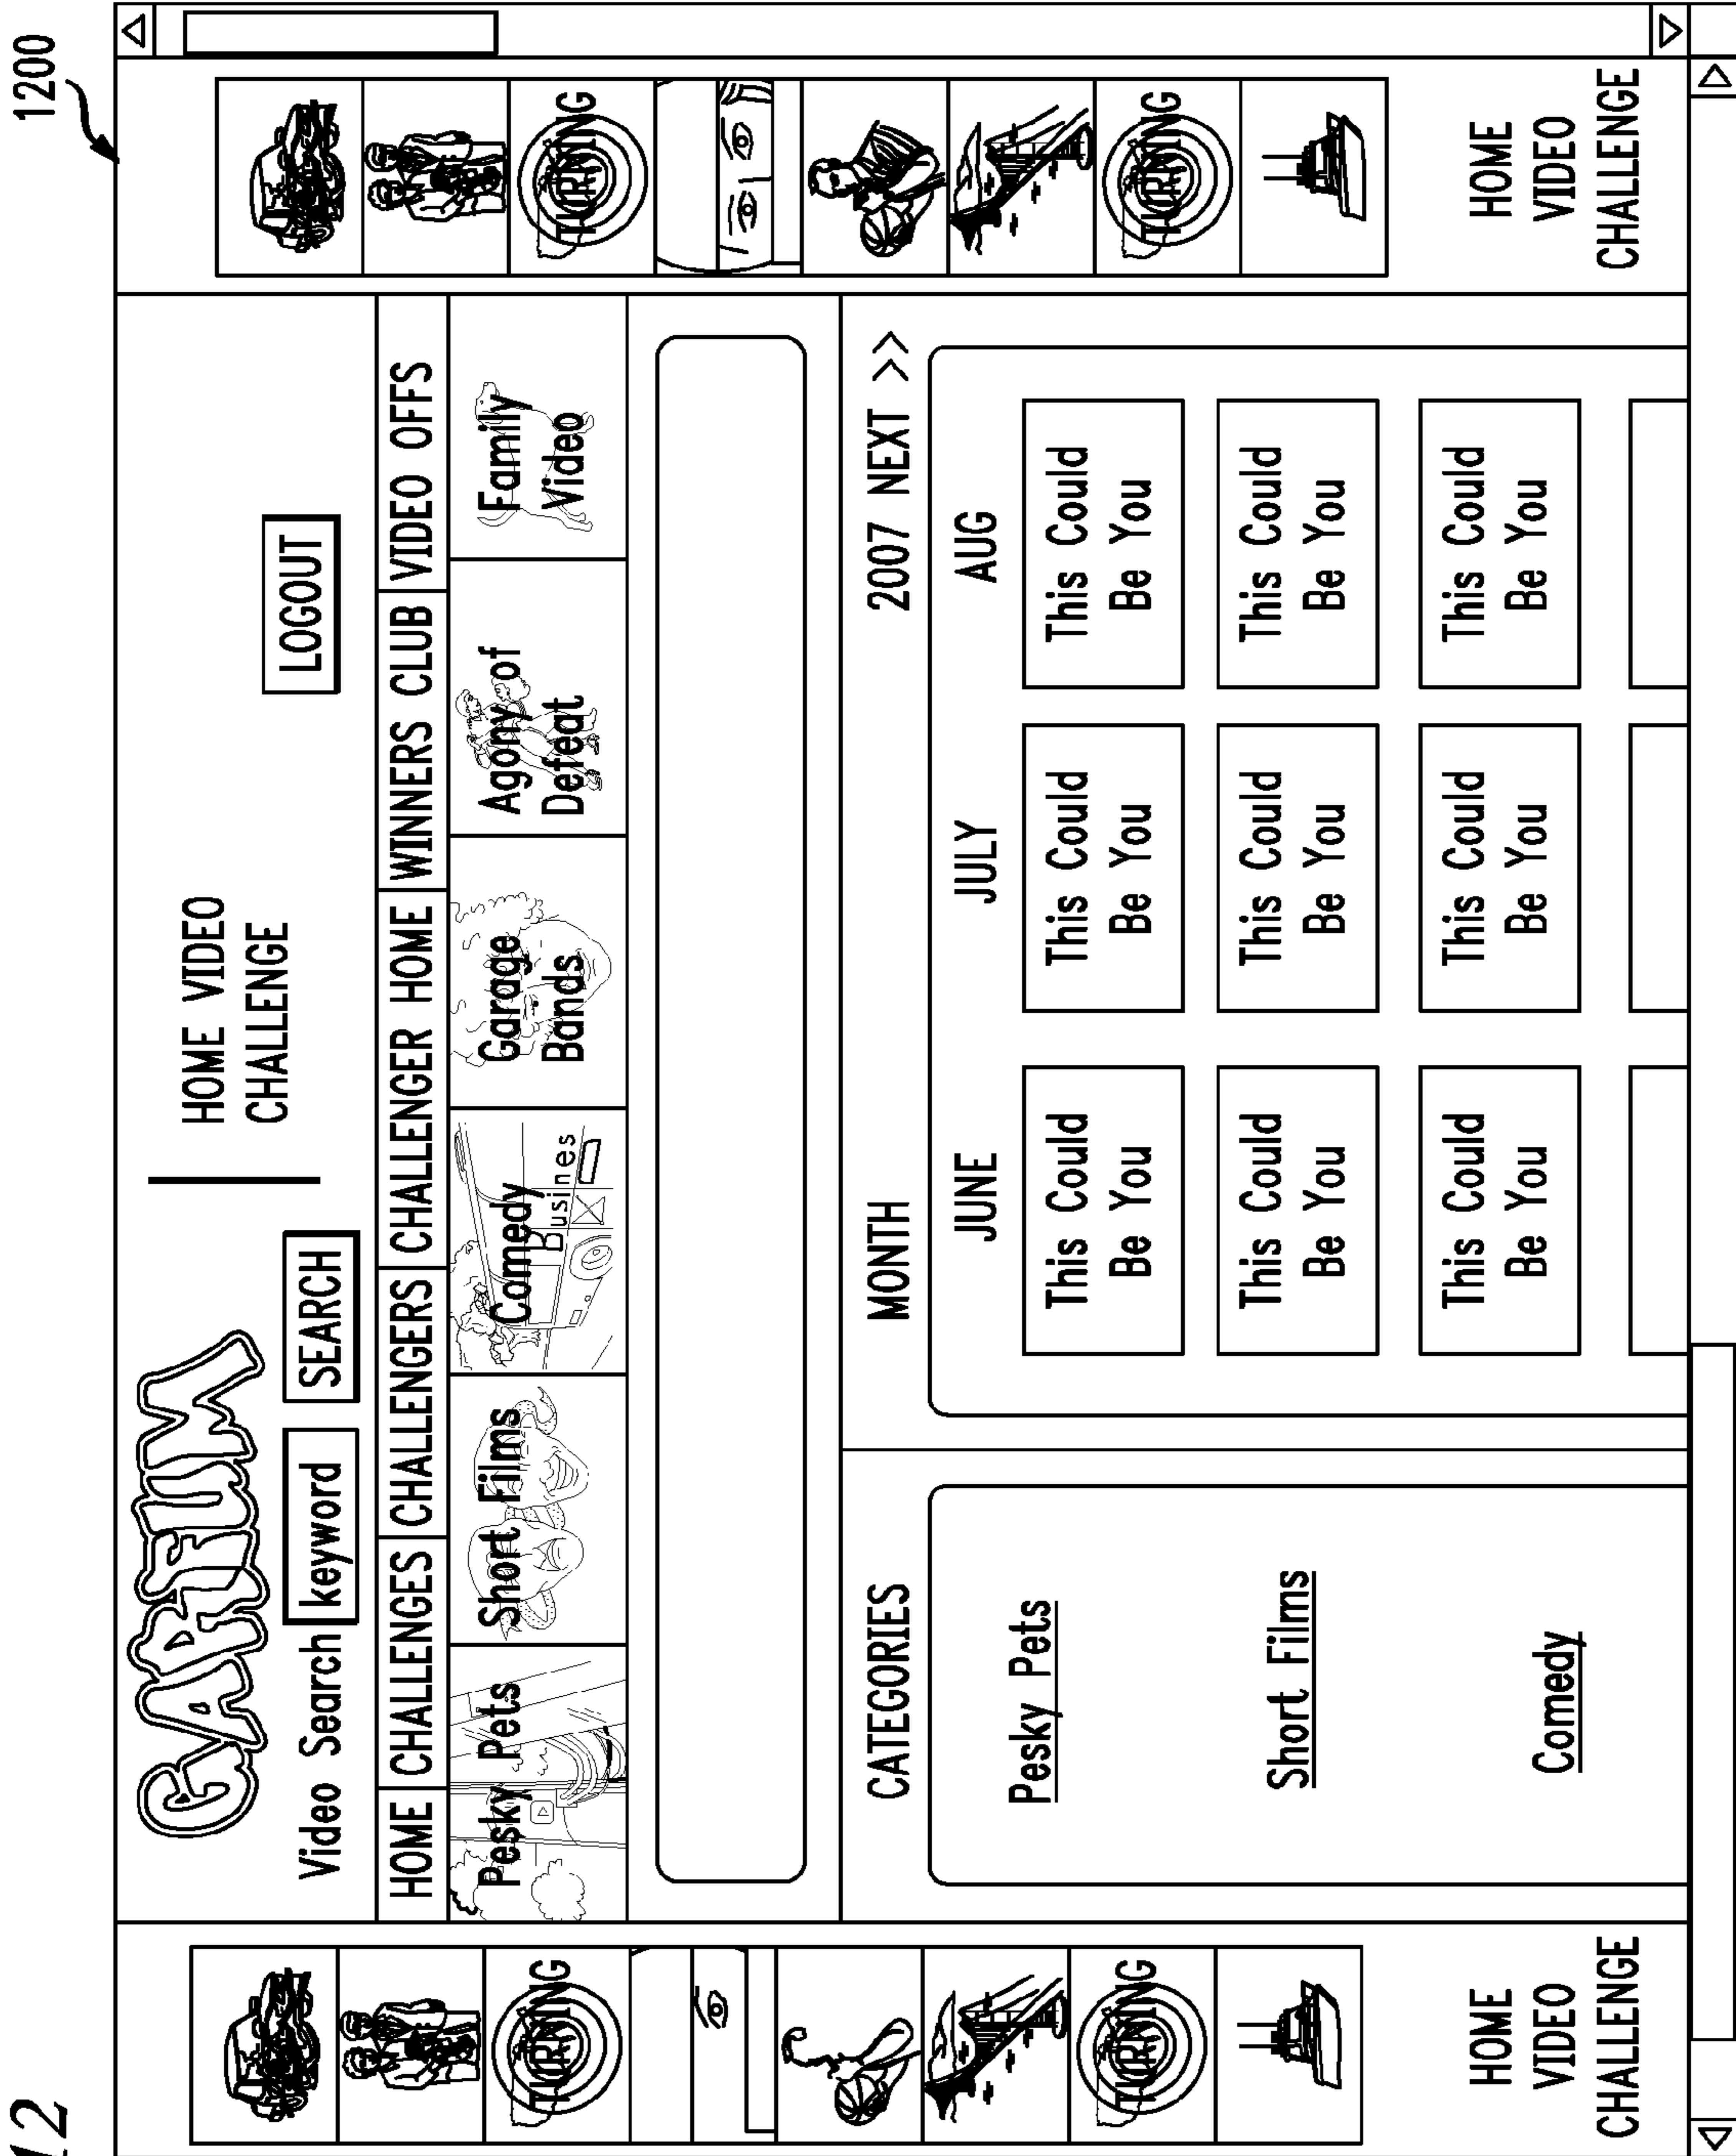 12
1200
HOME VIDEO
CHALLENGE
Video Search keyword SEARCH
LOGOUT
HOME CHALLENGES CHALLENGERS CHALLENGER HOME WINNERS CLUB VIDEO OFFS
Pesky Pets
Short Films
Comedy
Busines
Garage
Bands
Agony of
Defeat
Family
Video
CATEGORIES
MONTH
2007 NEXT >>
JUNE JULY AUG
Pesky Pets
This Could
Be You
This Could
Be You
This Could
Be You
Short Films
This Could
Be You
This Could
Be You
This Could
Be You
Comedy
This Could
Be You
This Could
Be You
This Could
Be You
HOME
VIDEO
CHALLENGE
HOME
VIDEO
CHALLENGE